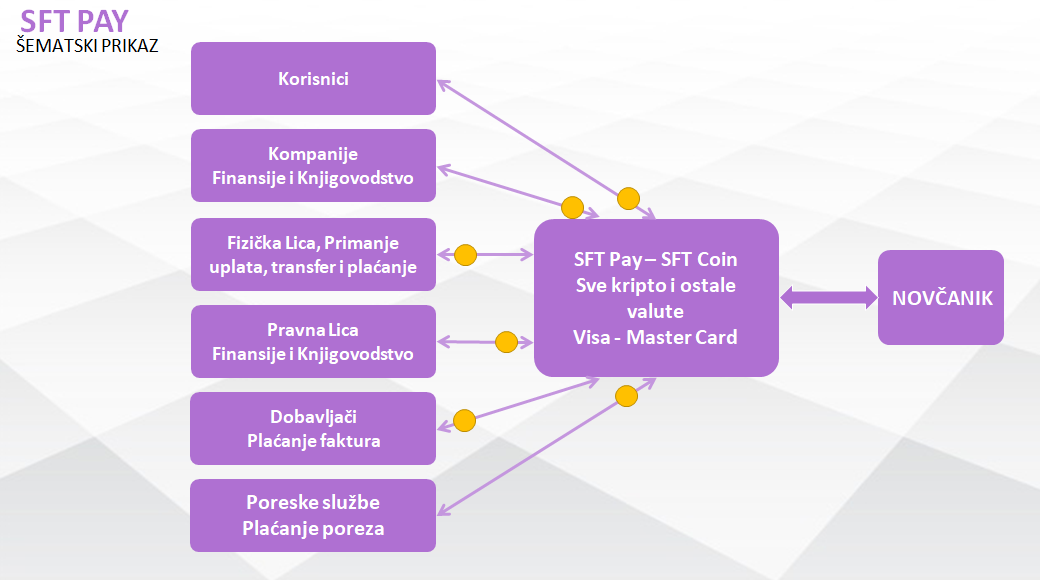 SFT PAY
ŠEMATSKI PRIKAZ
Korisnici
Kompanije
Finansije i Knjigovodstvo
Fizička Lica, Primanje
uplata, transfer i plaćanje
Pravna Lica
Finansije i Knjigovodstvo
Dobavljači
Plaćanje faktura
Poreske službe
Plaćanje poreza
SFT Pay – SFT Coin
Sve kripto i ostale
valute
Visa - Master Card
NOVČANIK